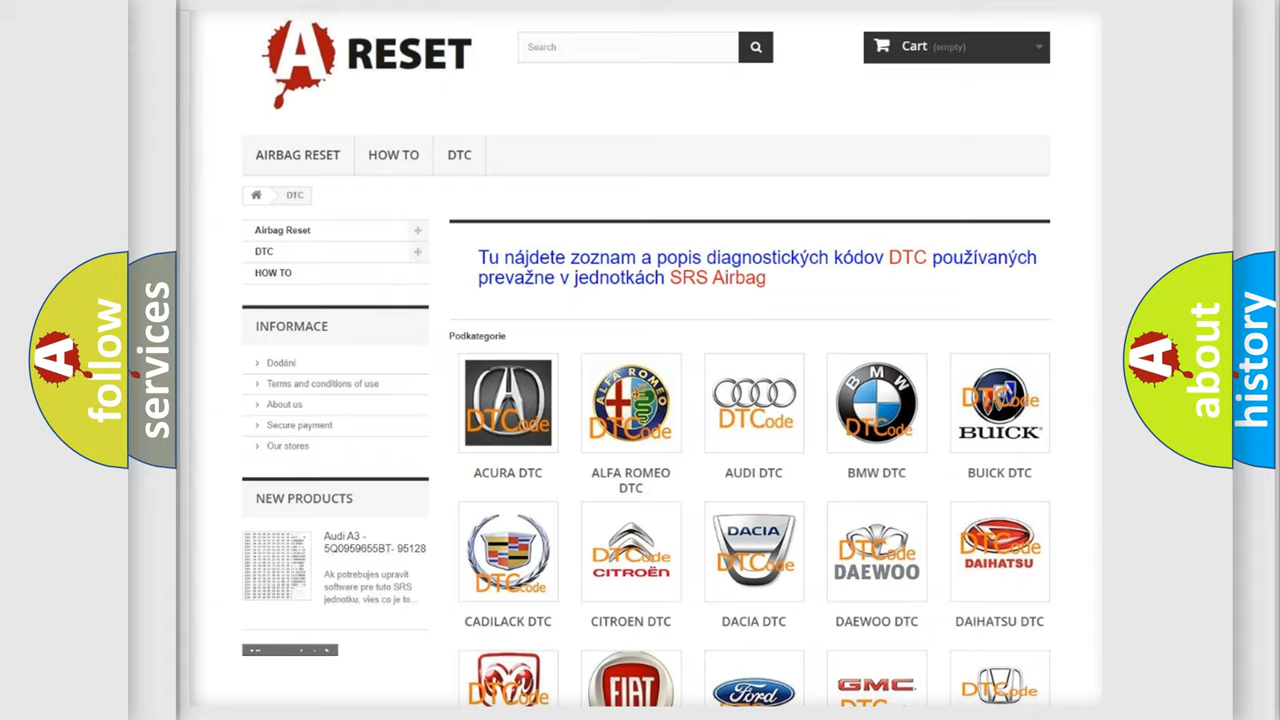 A RESET
Search
Cart (empty)
AIRBAG RESET
HOW TO
DTC
DTC
Airbag Reset
DTC
HOW TO
INFORMACE
Dodání
Terms and conditions of use
About us
Secure payment
Our stores
NEW PRODUCTS
Audi A3 -
5Q0959655BT- 95128
Ak potrebujes upravit
software pre tuto SRS
jednotku, vies co je to...
Tu nájdete zoznam a popis diagnostických kódov DTC používaných
prevažne v jednotkách SRS Airbag
Podkategorie
DTCode
ALFA ROMEO
DTCode
DTCode
BMW
DTCode
DTCode
BUICK
ACURA DTC
ALFA ROMEO
DTC
AUDI DTC
BMW DTC
BUICK DTC
DTCode
DTCode
CITROËN
DACIA
DTCode
DTCode
DAEWOO
DTCode
DAIHATSU
CADILACK DTC
CITROEN DTC
DACIA DTC
DAEWOO DTC
DAIHATSU DTC
DTCode
FIAT
Ford
GMC
DTCode
A follow
services
A about
history